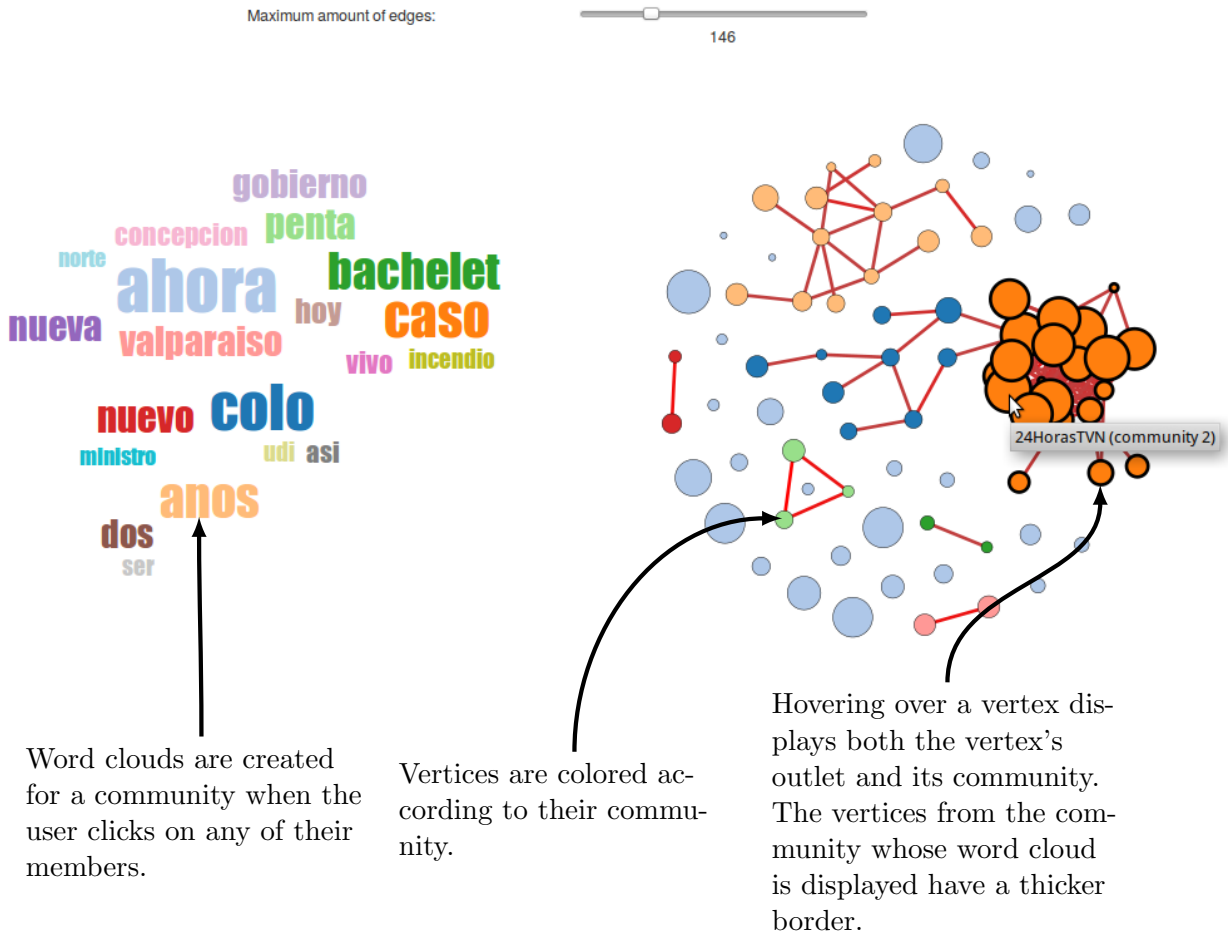 Maximum amount of edges:
146
gobierno
concepcion penta
norte
ahora bachelet
nueva valparaiso hoy caso
vivo incendio
nuevo colo
ministro udi asi
anos
dos
ser
24HorasTVN (community 2)
Word clouds are created
for a community when the
user clicks on any of their
members.
Vertices are colored ac-
cording to their commu-
nity.
Hovering over a vertex dis-
plays both the vertex's
outlet and its community.
The vertices from the com-
munity whose word cloud
is displayed have a thicker
border.